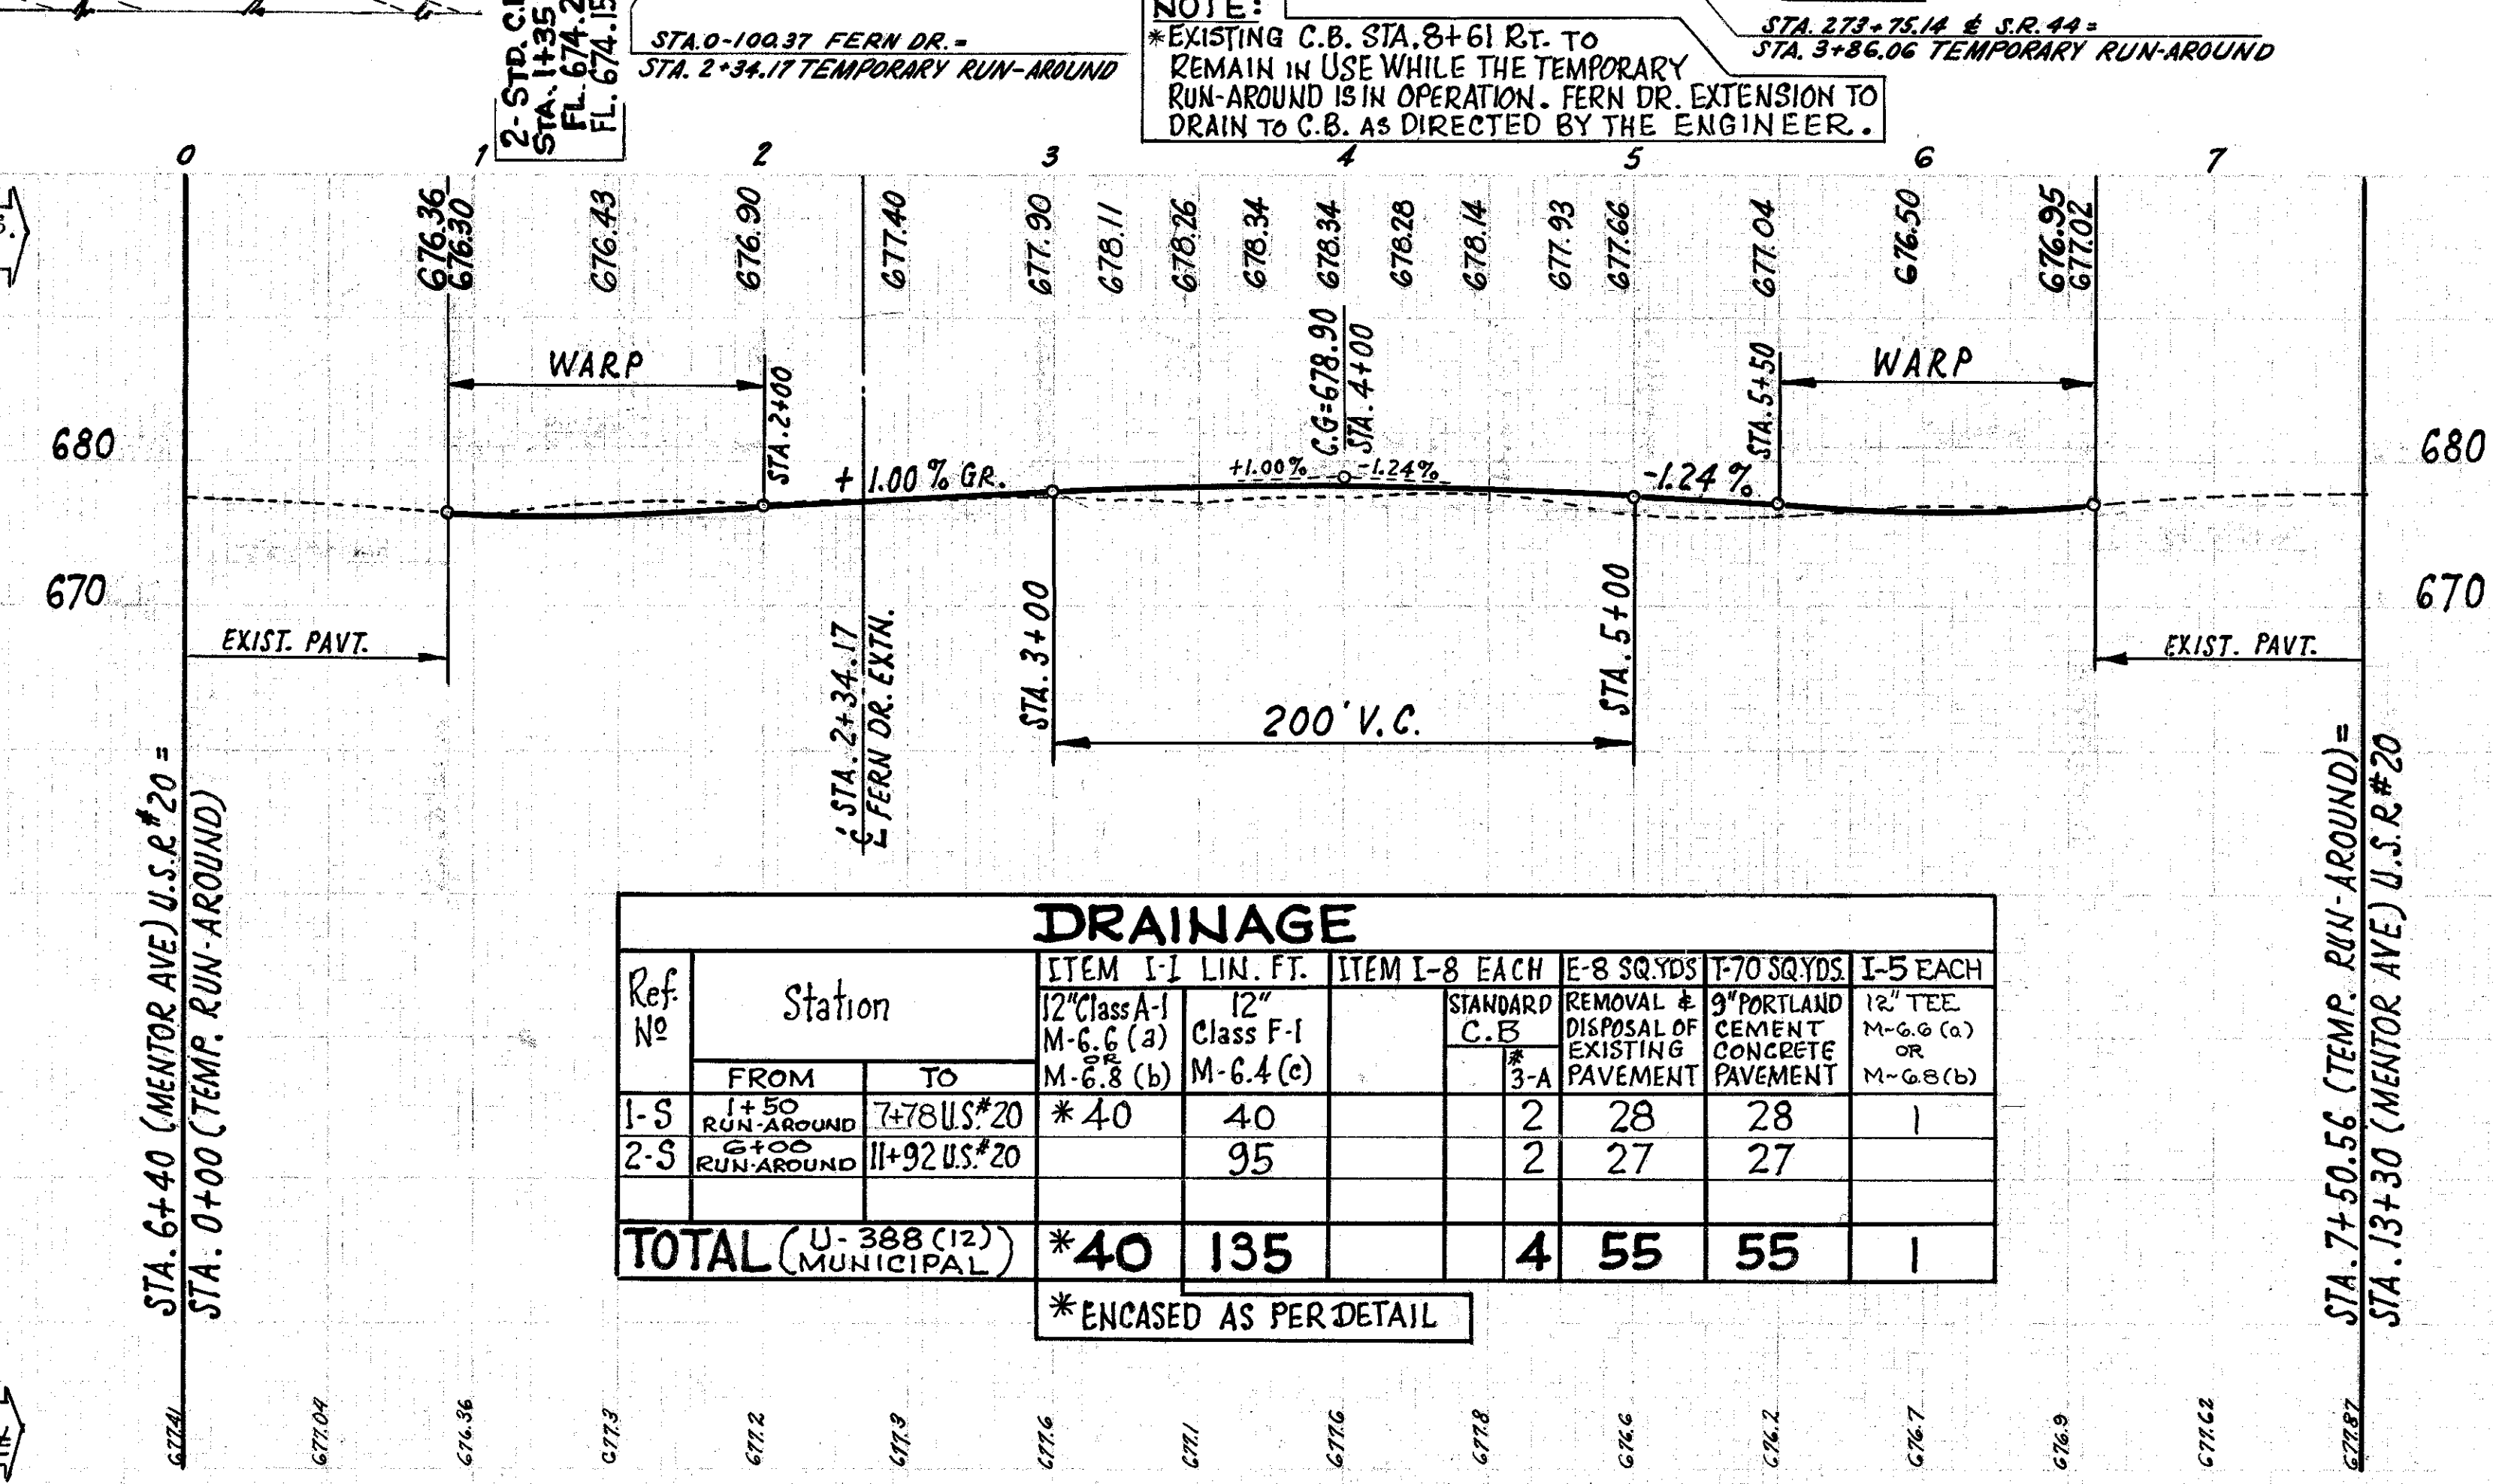 2-STD. C.
STA. 1+35
FL. 674.2
FL. 674.15
STA. 0-100.37 FERN DR. =
STA. 2+34.17 TEMPORARY RUN-AROUND
NOTE:
*EXISTING C.B. STA. 8+61 RT. TO
REMAIN IN USE WHILE THE TEMPORARY
RUN-AROUND IS IN OPERATION. FERN DR. EXTENSION TO
DRAIN TO C.B. AS DIRECTED BY THE ENGINEER.
STA. 273+75.14 ℄ S.R. 44 =
STA. 3+86.06 TEMPORARY RUN-AROUND
0 1 2 3 4 5 6 7
676.36 676.30 676.43 676.90 677.40 677.90 678.11 678.26 678.34 678.34 678.28 678.14 677.93 677.66 677.04 676.50 676.95 677.02
WARP
STA. 2+00
C.G=678.90
STA. 4+00
STA. 5+50
WARP
680
+ 1.00 % GR.
+1.00% -1.24%
-1.24 %
680
670
670
EXIST. PAVT.
STA. 2+34.17
℄ FERN DR. EXTN.
STA. 3+00
STA. 5+00
200' V.C.
EXIST. PAVT.
STA. 6+40 (MENTOR AVE) U.S.R#20 =
STA. 0+00 (TEMP. RUN-AROUND)
STA. 7+50.56 (TEMP. RUN-AROUND)=
STA. 13+30 (MENTOR AVE) U.S.R#20
DRAINAGE
Ref. Nº
Station
FROM TO
ITEM I-1 LIN. FT. ITEM I-8 EACH E-8 SQ.YDS T-70 SQ.YDS. I-5 EACH
12" Class A-1 M-6.6 (a) OR M-6.8 (b)
12" Class F-1 M-6.4 (c)
STANDARD C.B
# 3-A
REMOVAL & DISPOSAL OF EXISTING PAVEMENT
9" PORTLAND CEMENT CONCRETE PAVEMENT
12" TEE M-6.6 (a) OR M-6.8(b)
1-S 1+50 RUN-AROUND 7+78 U.S.#20 *40 40 2 28 28 1
2-S 6+00 RUN-AROUND 11+92 U.S.#20 95 2 27 27
TOTAL (U-388 (12) MUNICIPAL) *40 135 4 55 55 1
*ENCASED AS PER DETAIL
677.41 677.04 676.36 677.3 677.2 677.3 677.6 677.1 677.6 677.8 676.6 676.2 676.7 676.9 677.62 677.87